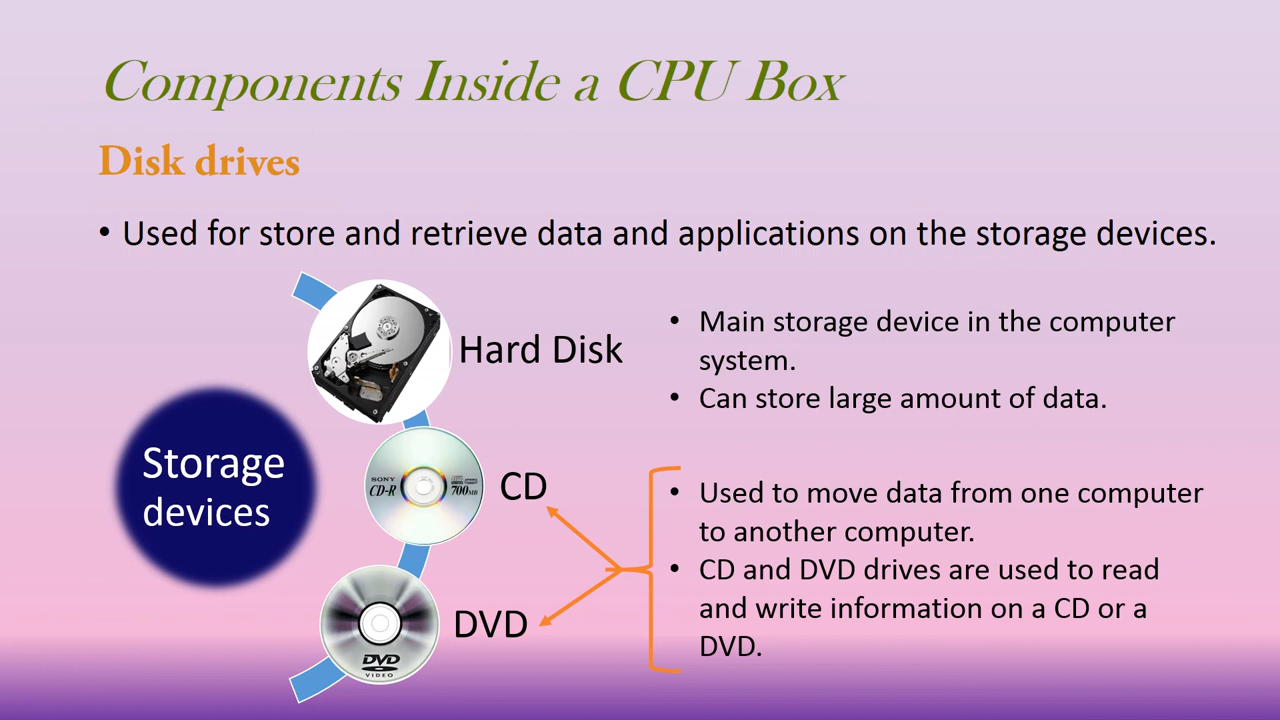 Components Inside a CPU Box
Disk drives
• Used for store and retrieve data and applications on the storage devices.
Hard Disk
• Main storage device in the computer
system.
• Can store large amount of data.
Storage
devices
SONY
CD-R
700MB
CD
• Used to move data from one computer
to another computer.
• CD and DVD drives are used to read
and write information on a CD or a
DVD.
DVD
DVD
VIDEO